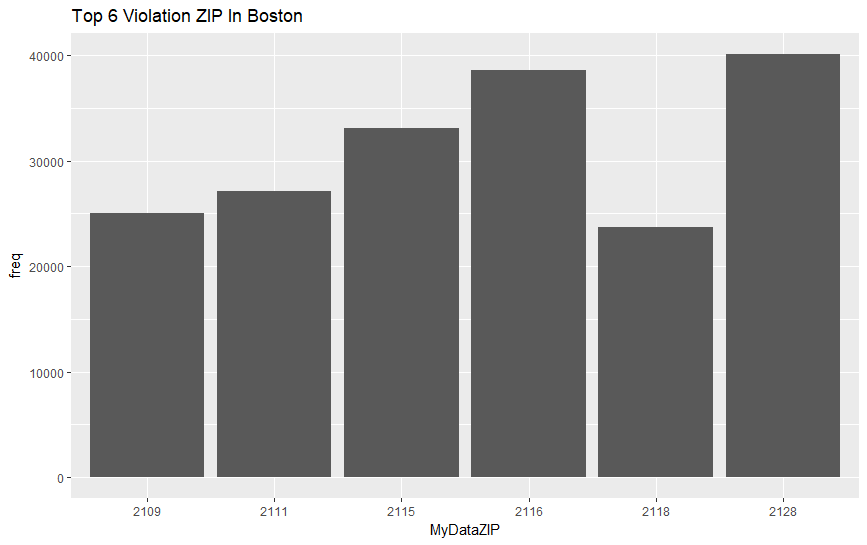 Top 6 Violation ZIP In Boston
40000
30000
20000
10000
0
freq
2109 2111 2115 2116 2118 2128
MyDataZIP